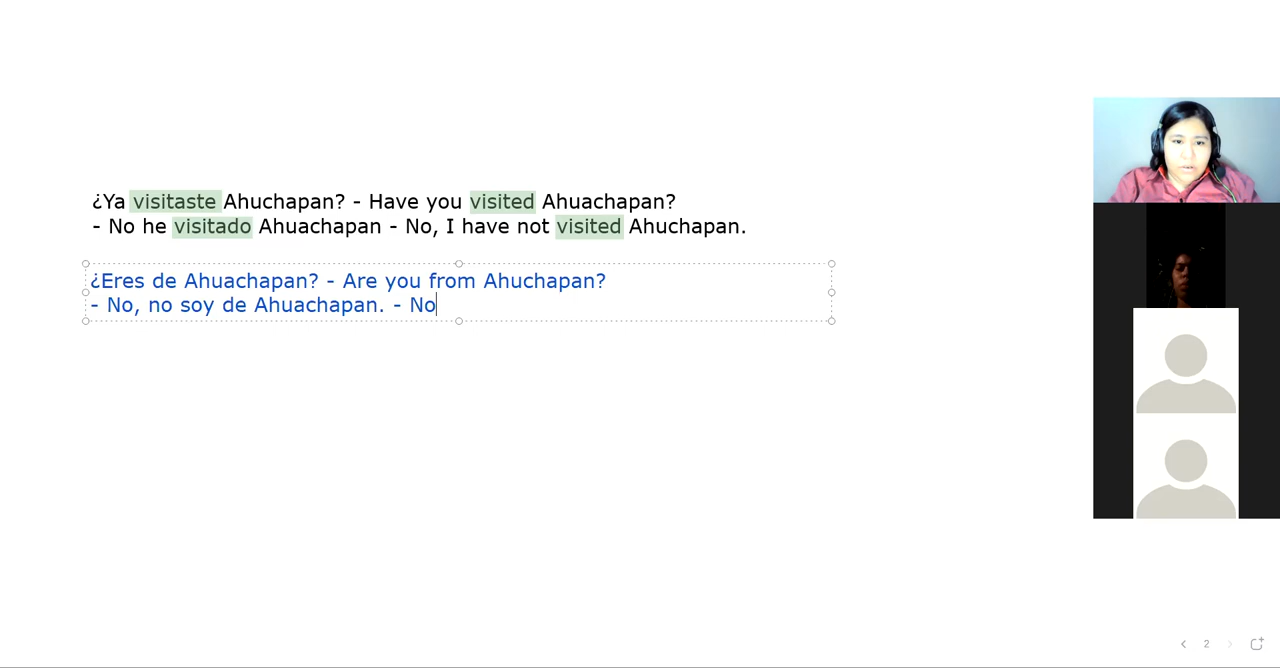 ¿Ya visitaste Ahuchapan? - Have you visited Ahuachapan?
- No he visitado Ahuachapan - No, I have not visited Ahuchapan.
¿Eres de Ahuachapan? - Are you from Ahuchapan?
- No, no soy de Ahuachapan. - No
2